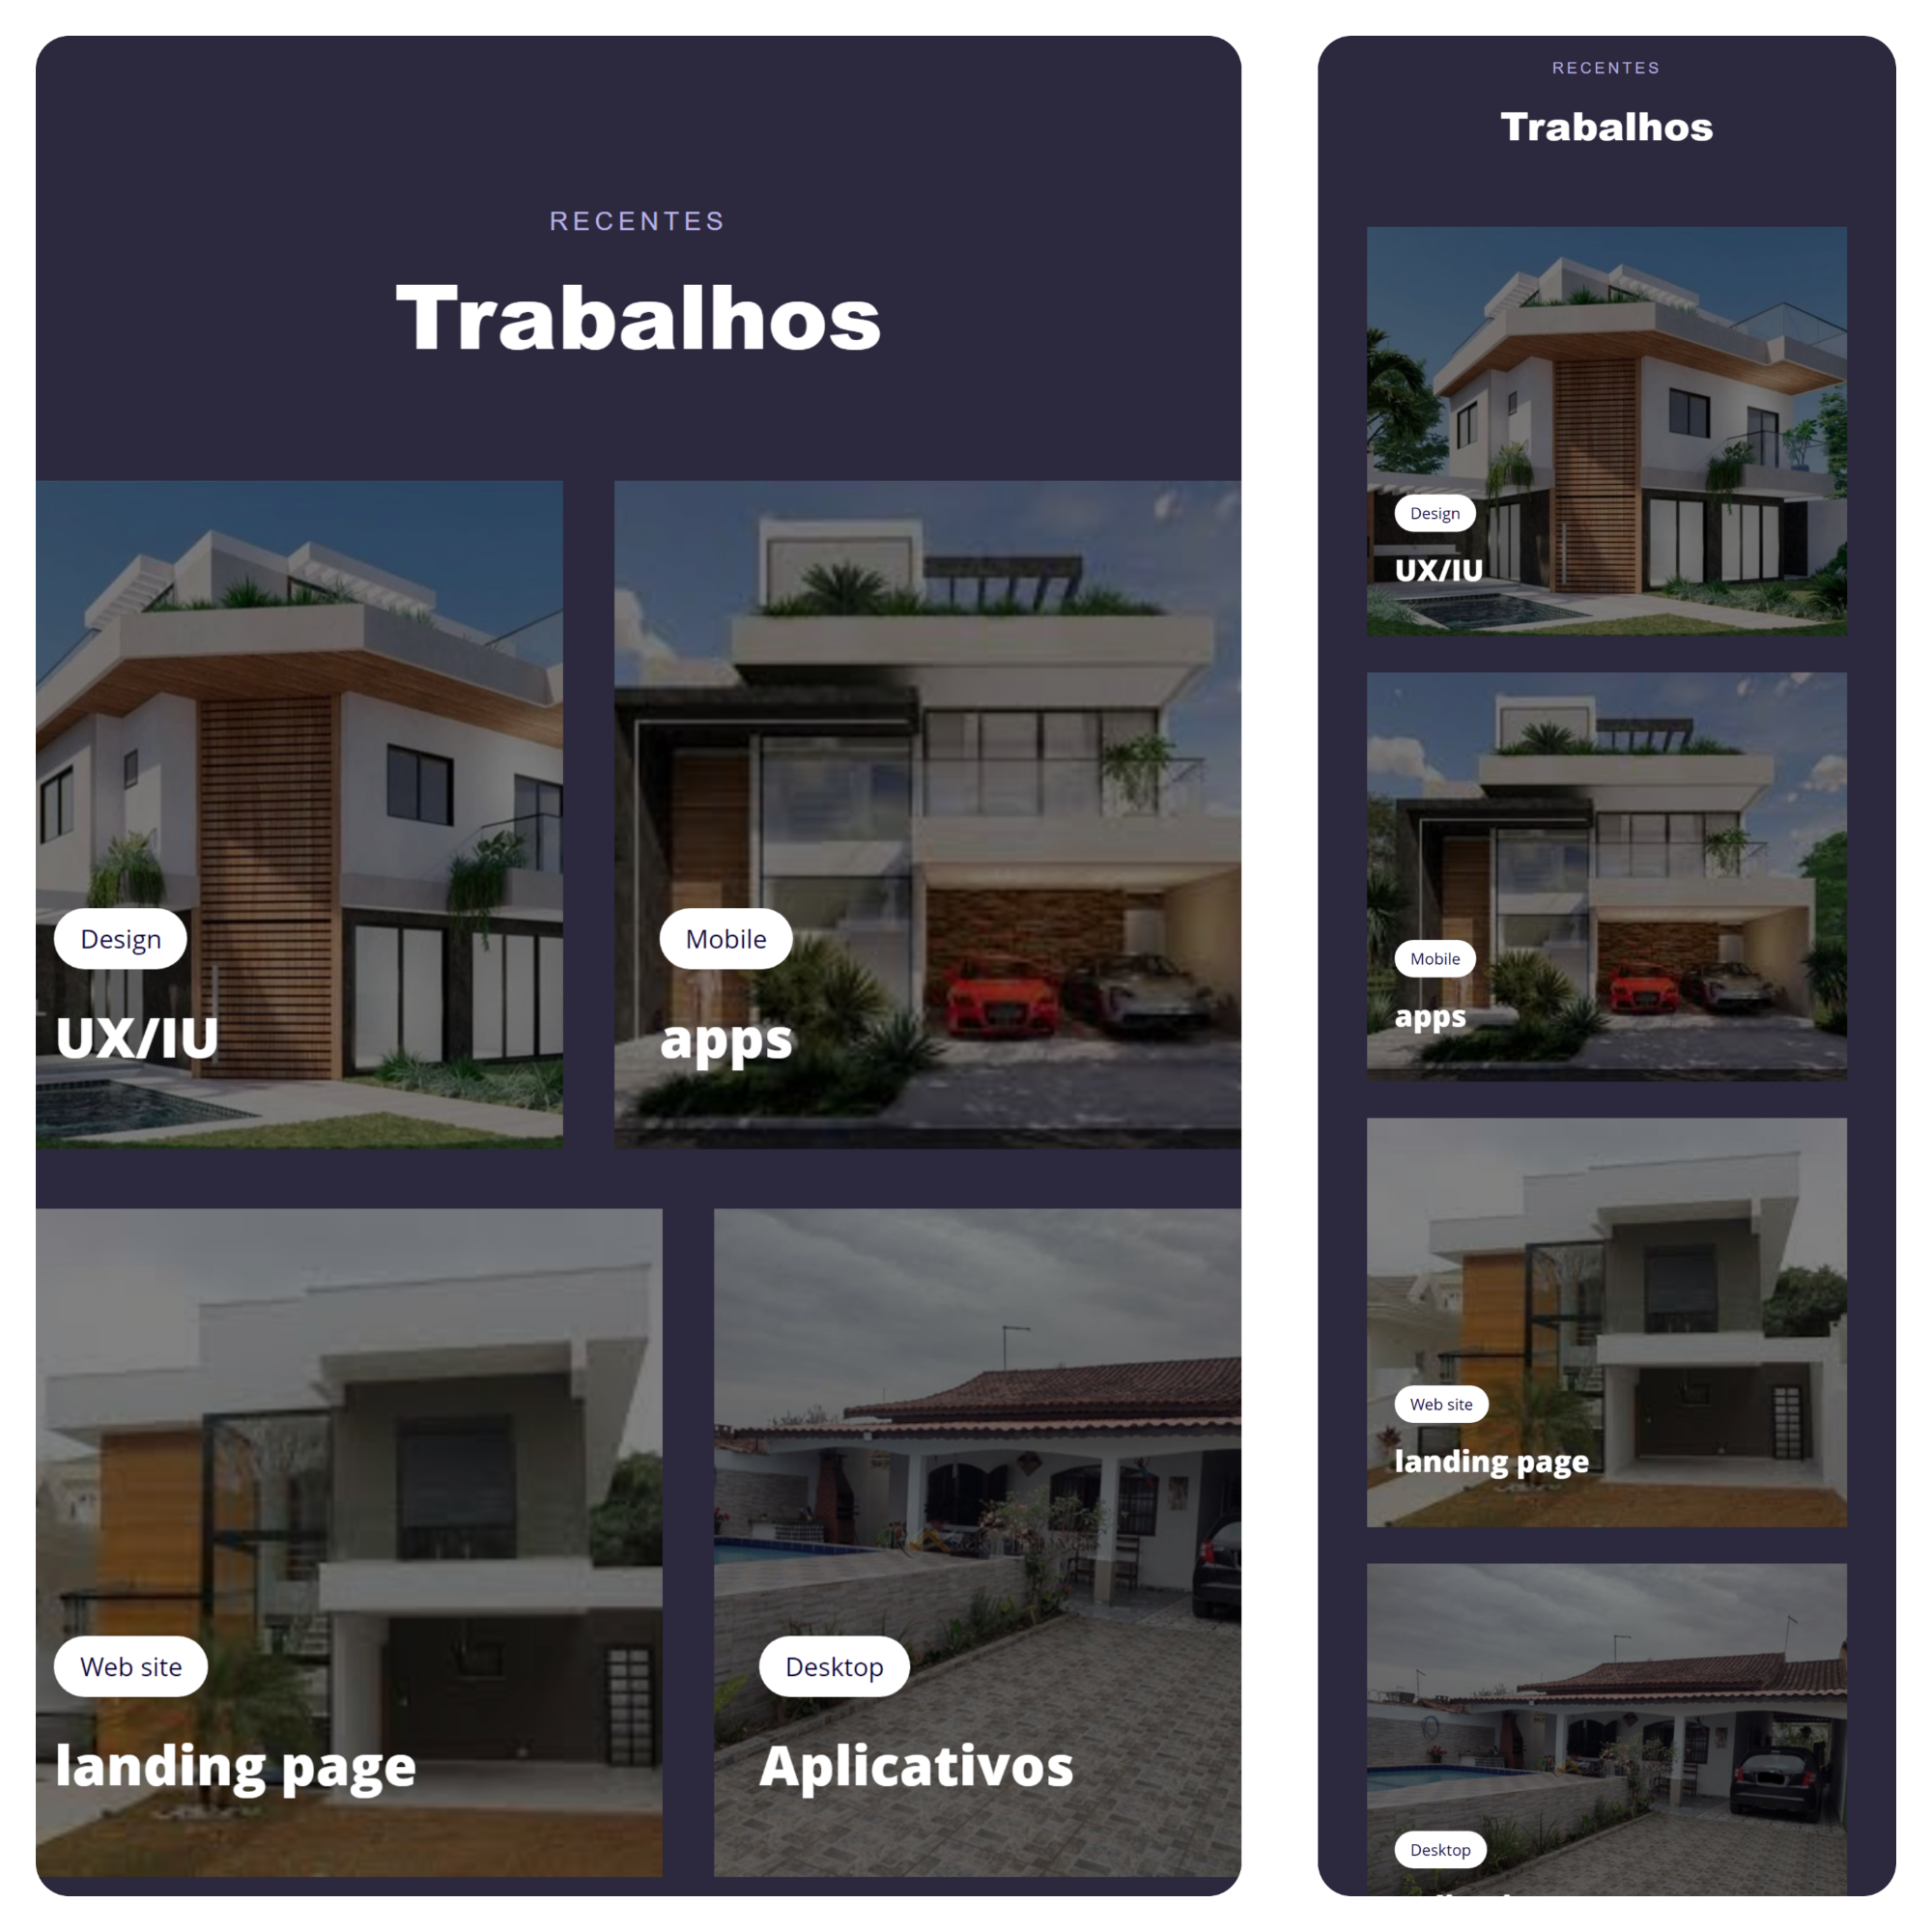 RECENTES
Trabalhos
Design
UX/IU
Mobile
apps
Web site
landing page
Desktop
Aplicativos
RECENTES
Trabalhos
Design
UX/IU
Mobile
apps
Web site
landing page
Desktop